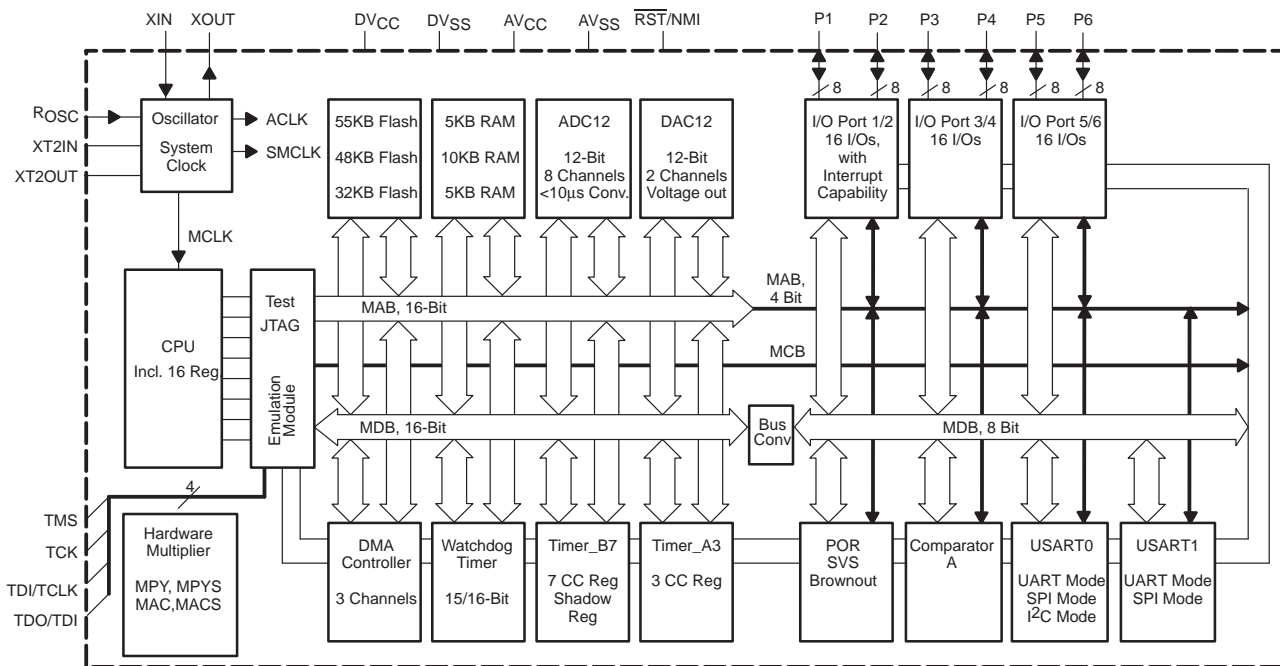 XIN XOUT DVCC DVSS AVCC AVSS RST/NMI P1 P2 P3 P4 P5 P6
8 8 8 8 8 8
ROSC
XT2IN
XT2OUT
Oscillator
System
Clock
ACLK
SMCLK
MCLK
55KB Flash
48KB Flash
32KB Flash
5KB RAM
10KB RAM
5KB RAM
ADC12
12-Bit
8 Channels
<10µs Conv.
DAC12
12-Bit
2 Channels
Voltage out
I/O Port 1/2
16 I/Os,
with
Interrupt
Capability
I/O Port 3/4
16 I/Os
I/O Port 5/6
16 I/Os
CPU
Incl. 16 Reg.
Test
JTAG
Emulation
Module
MAB, 16-Bit
MAB,
4 Bit
MCB
MDB, 16-Bit
Bus
Conv
MDB, 8 Bit
4
TMS
TCK
TDI/TCLK
TDO/TDI
Hardware
Multiplier
MPY, MPYS
MAC,MACS
DMA
Controller
3 Channels
Watchdog
Timer
15/16-Bit
Timer_B7
7 CC Reg
Shadow
Reg
Timer_A3
3 CC Reg
POR
SVS
Brownout
Comparator
A
USART0
UART Mode
SPI Mode
I2C Mode
USART1
UART Mode
SPI Mode